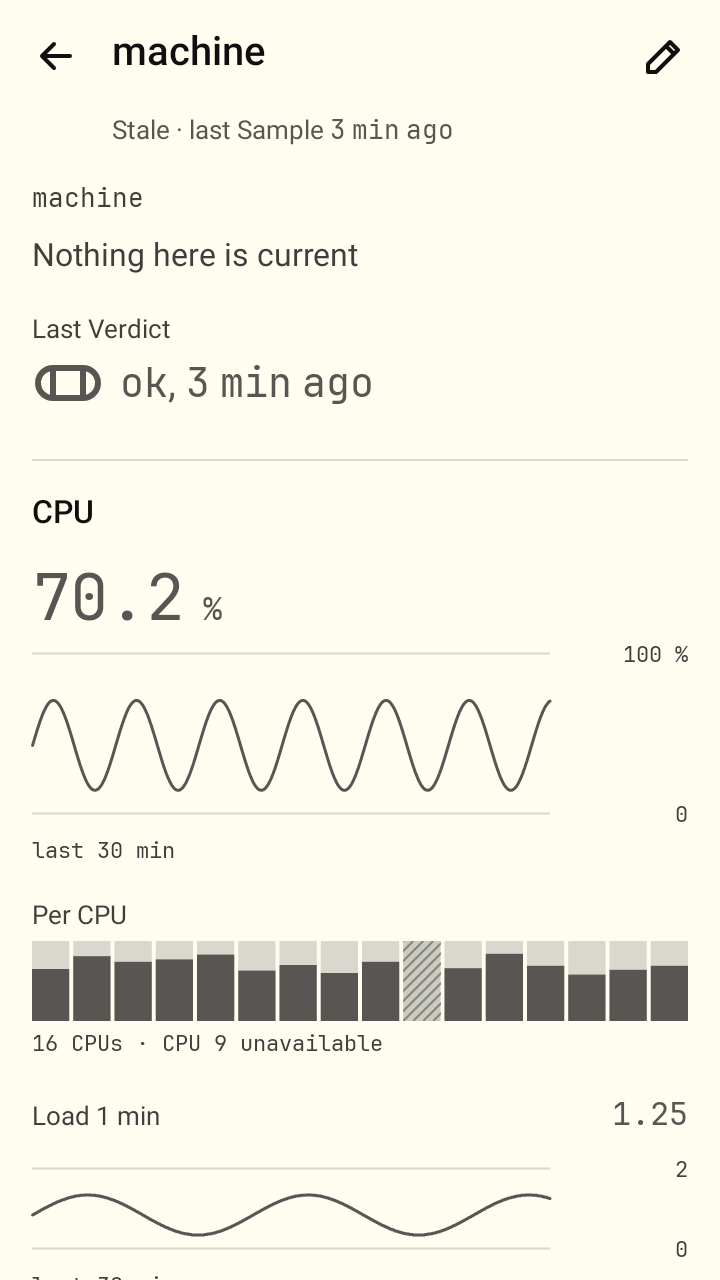 machine
Stale · last Sample 3 min ago
machine
Nothing here is current
Last Verdict
ok, 3 min ago
CPU
70.2 %
100 %
0
last 30 min
Per CPU
16 CPUs · CPU 9 unavailable
Load 1 min
1.25
2
0